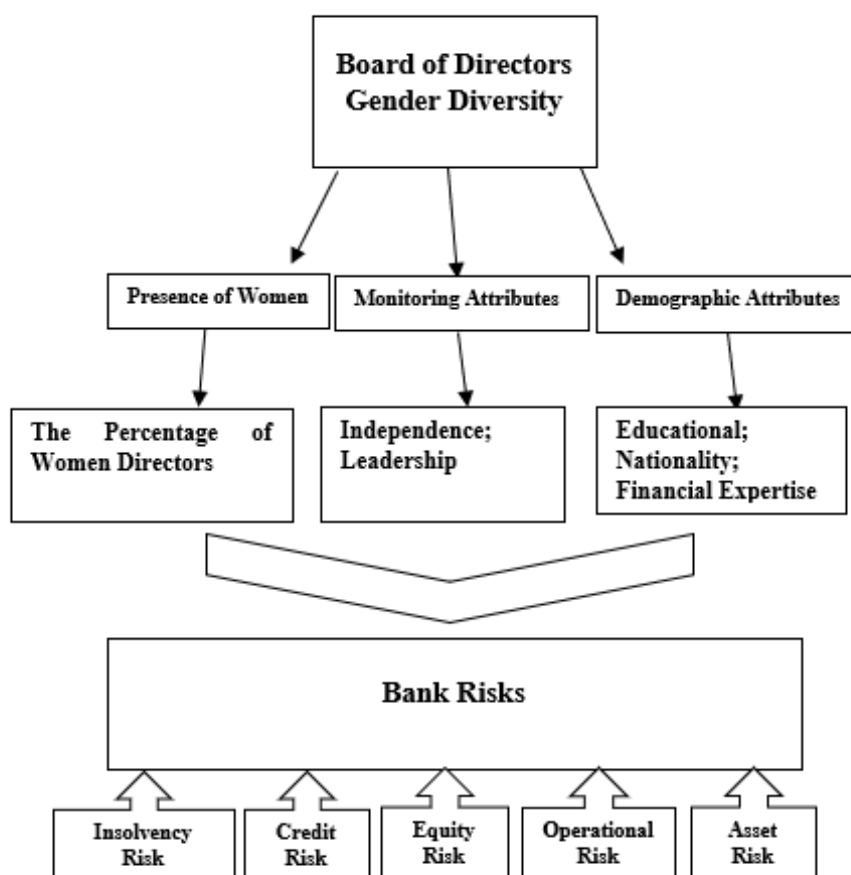 Board of Directors
Gender Diversity
Presence of Women
Monitoring Attributes
Demographic Attributes
The Percentage of
Women Directors
Independence;
Leadership
Educational;
Nationality;
Financial Expertise
Bank Risks
Insolvency
Risk
Credit
Risk
Equity
Risk
Operational
Risk
Asset
Risk